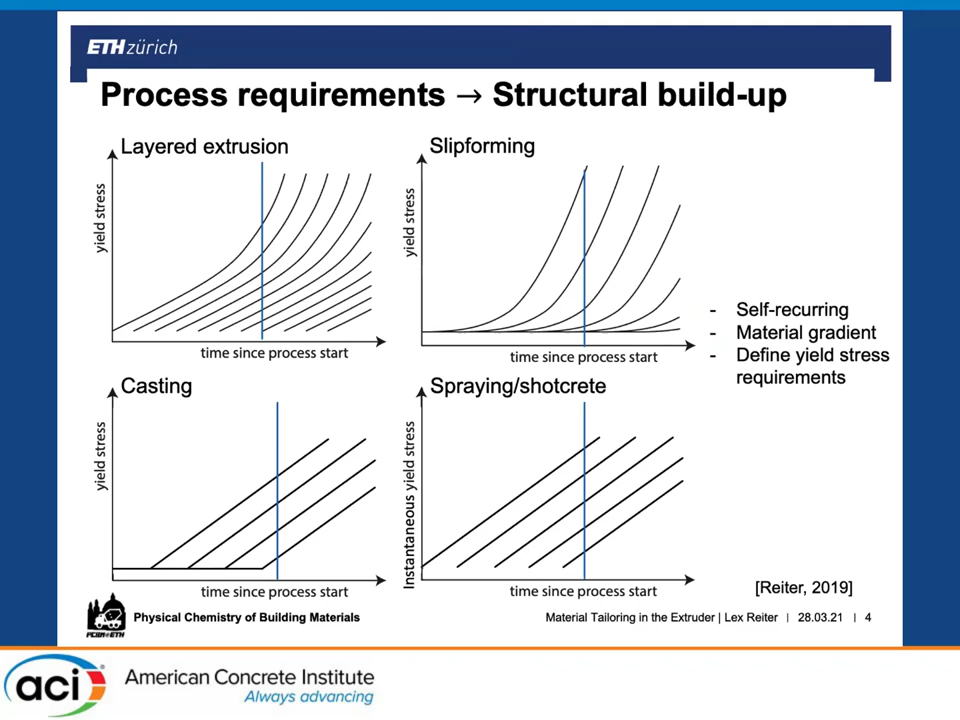 ETH zürich
Process requirements → Structural build-up
Layered extrusion
yield stress
time since process start
Slipforming
yield stress
time since process start
- Self-recurring
- Material gradient
- Define yield stress
requirements
Casting
yield stress
time since process start
Spraying/shotcrete
Instantaneous yield stress
time since process start
[Reiter, 2019]
PCBM@ETH
Physical Chemistry of Building Materials
Material Tailoring in the Extruder | Lex Reiter | 28.03.21 | 4
aci
American Concrete Institute
Always advancing